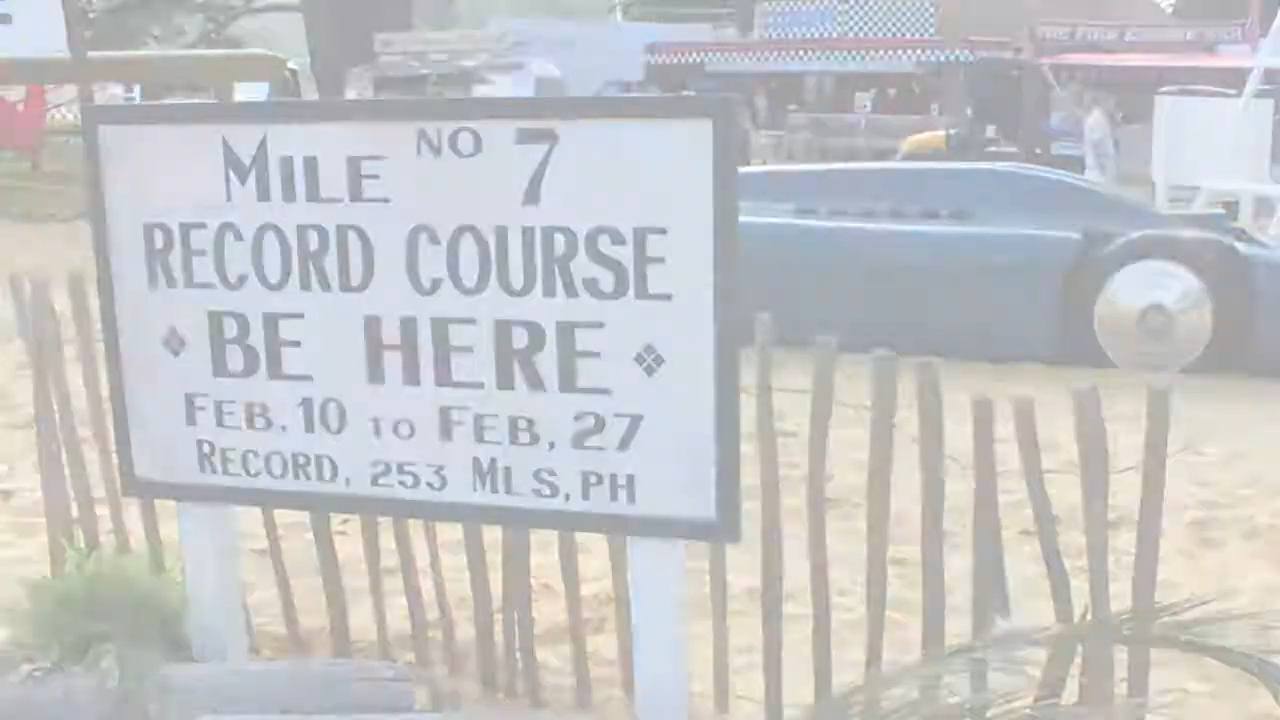 MILE NO 7
RECORD COURSE
BE HERE
FEB. 10 TO FEB, 27
RECORD, 253 MLS, PH